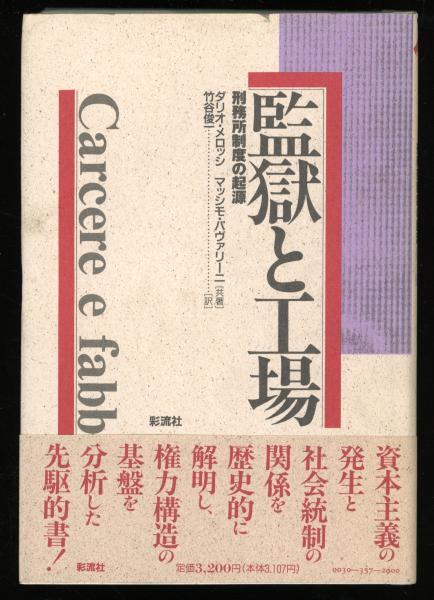 監獄と工場
刑務所制度の起源
ダリオ・メロッシ マッシモ・パヴァリーニ[共著]
竹谷俊一…………………[訳]
Carcere e fabb
彩流社
資本主義の
発生と
社会統制の
関係を
歴史的に
解明し、
権力構造の
基盤を
分析した
先駆的書!
彩流社
定価3,200円(本体3,107円)
0030—357—2900